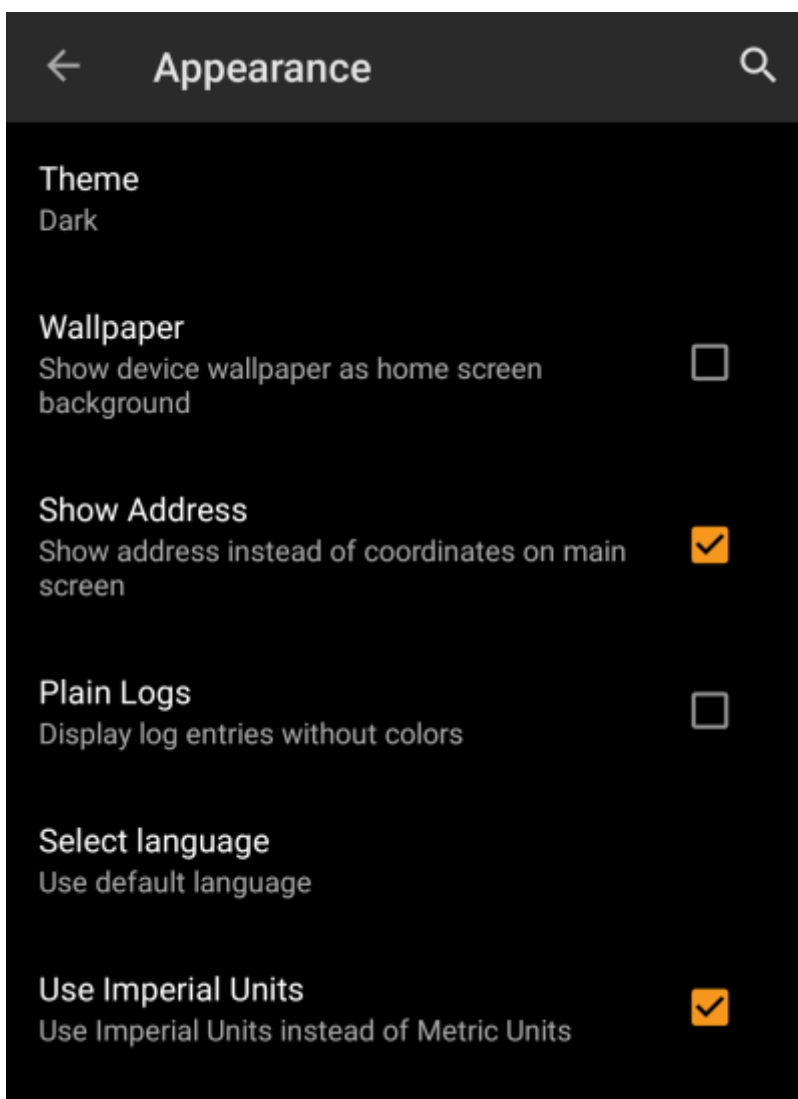 Appearance
Theme
Dark
Wallpaper
Show device wallpaper as home screen
background
Show Address
Show address instead of coordinates on main
screen
Plain Logs
Display log entries without colors
Select language
Use default language
Use Imperial Units
Use Imperial Units instead of Metric Units